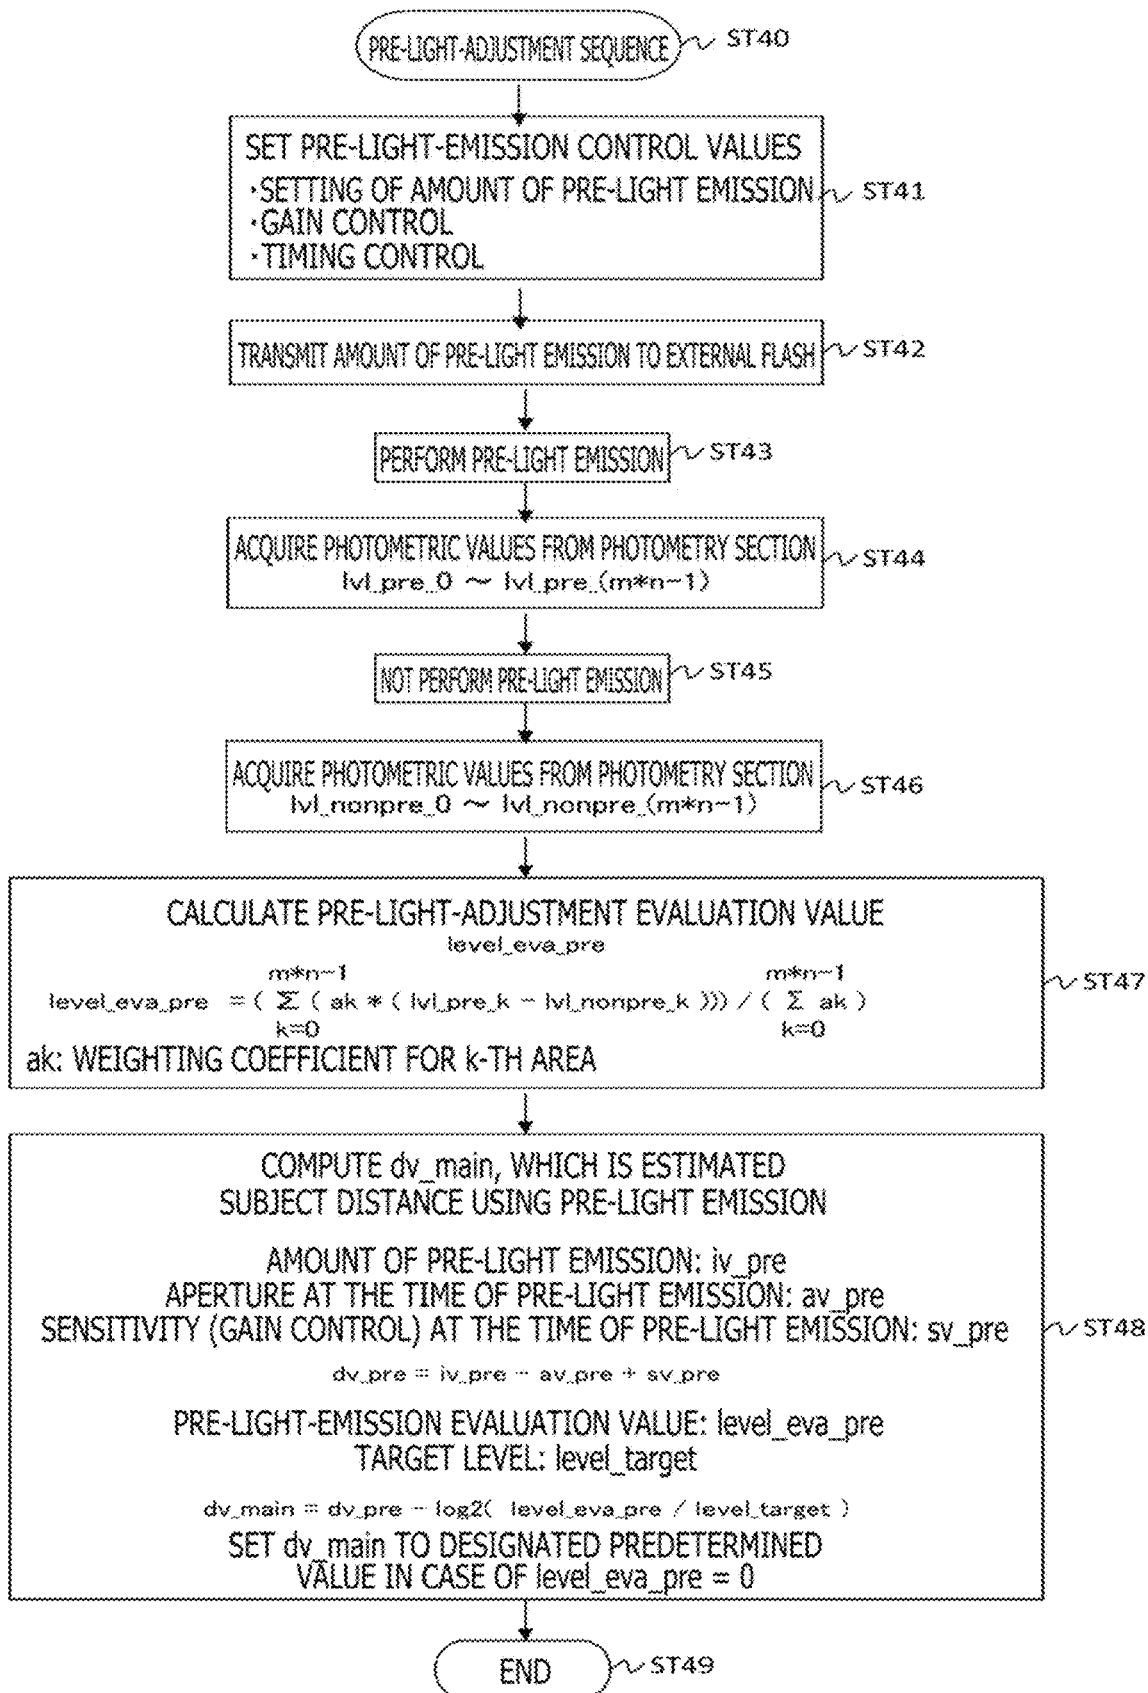 PRE-LIGHT-ADJUSTMENT SEQUENCE ST40
SET PRE-LIGHT-EMISSION CONTROL VALUES
・SETTING OF AMOUNT OF PRE-LIGHT EMISSION ST41
・GAIN CONTROL
・TIMING CONTROL
TRANSMIT AMOUNT OF PRE-LIGHT EMISSION TO EXTERNAL FLASH ST42
PERFORM PRE-LIGHT EMISSION ST43
ACQUIRE PHOTOMETRIC VALUES FROM PHOTOMETRY SECTION ST44
lvl_pre_0 ～ lvl_pre_(m*n-1)
NOT PERFORM PRE-LIGHT EMISSION ST45
ACQUIRE PHOTOMETRIC VALUES FROM PHOTOMETRY SECTION ST46
lvl_nonpre_0 ～ lvl_nonpre_(m*n-1)
CALCULATE PRE-LIGHT-ADJUSTMENT EVALUATION VALUE
level_eva_pre
m*n-1 m*n-1
level_eva_pre = ( Σ ( ak * ( lvl_pre_k - lvl_nonpre_k ))) / ( Σ ak ) ST47
k=0 k=0
ak: WEIGHTING COEFFICIENT FOR k-TH AREA
COMPUTE dv_main, WHICH IS ESTIMATED
SUBJECT DISTANCE USING PRE-LIGHT EMISSION
AMOUNT OF PRE-LIGHT EMISSION: iv_pre
APERTURE AT THE TIME OF PRE-LIGHT EMISSION: av_pre
SENSITIVITY (GAIN CONTROL) AT THE TIME OF PRE-LIGHT EMISSION: sv_pre ST48
dv_pre = iv_pre - av_pre + sv_pre
PRE-LIGHT-EMISSION EVALUATION VALUE: level_eva_pre
TARGET LEVEL: level_target
dv_main = dv_pre - log2( level_eva_pre / level_target )
SET dv_main TO DESIGNATED PREDETERMINED
VALUE IN CASE OF level_eva_pre = 0
END ST49